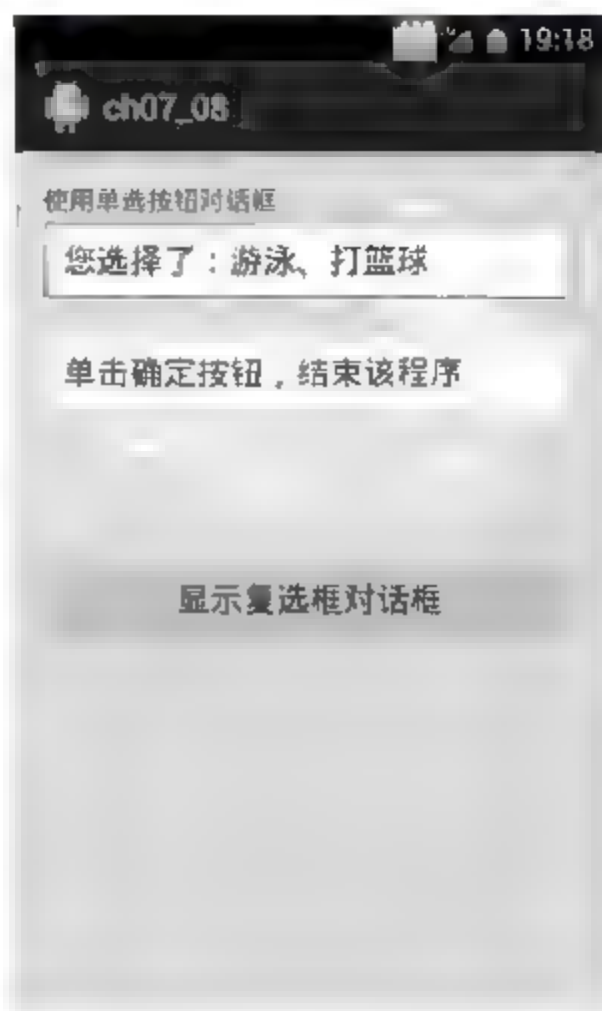 19:18
ch07_08
使用单选按钮对话框
您选择了：游泳、打篮球
单击确定按钮，结束该程序
显示复选框对话框